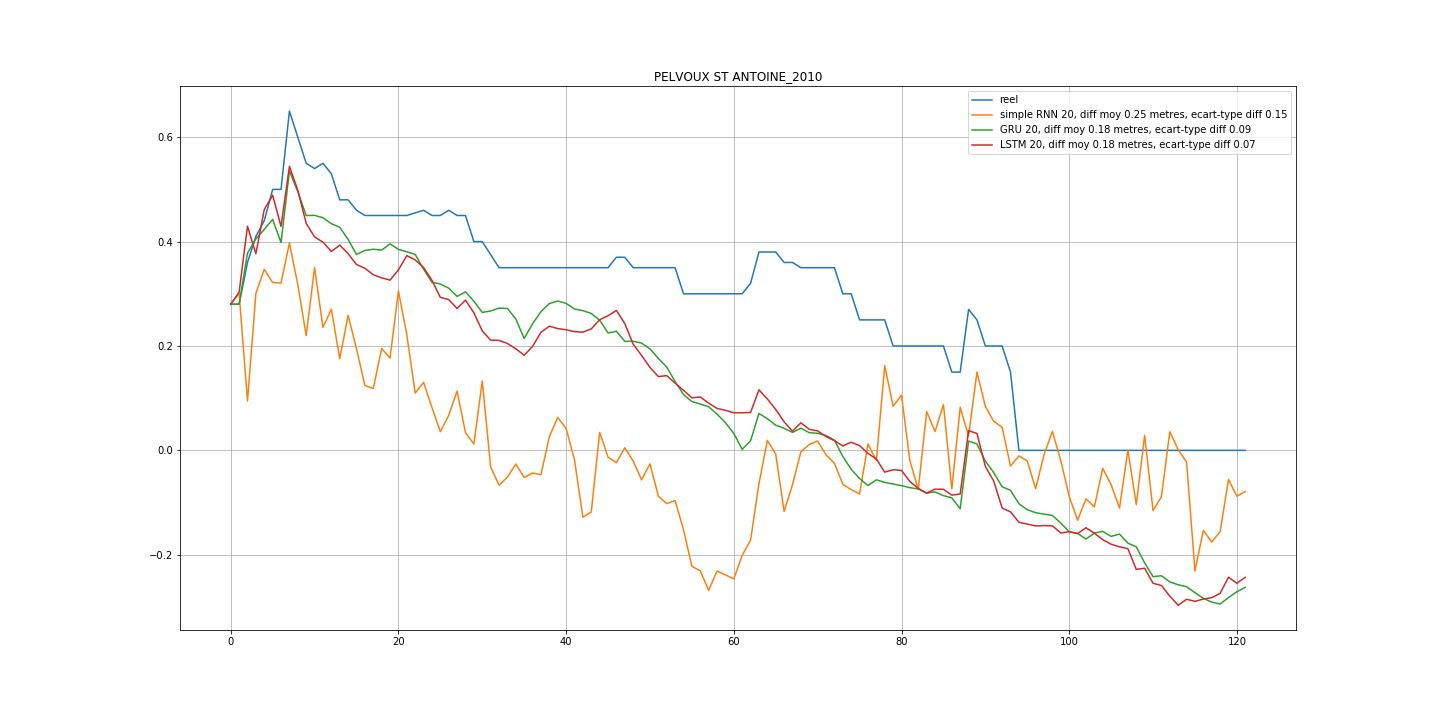 PELVOUX ST ANTOINE_2010
reel
simple RNN 20, diff moy 0.25 metres, ecart-type diff 0.15
GRU 20, diff moy 0.18 metres, ecart-type diff 0.09
LSTM 20, diff moy 0.18 metres, ecart-type diff 0.07
0.6
0.4
0.2
0.0
−0.2
0 20 40 60 80 100 120